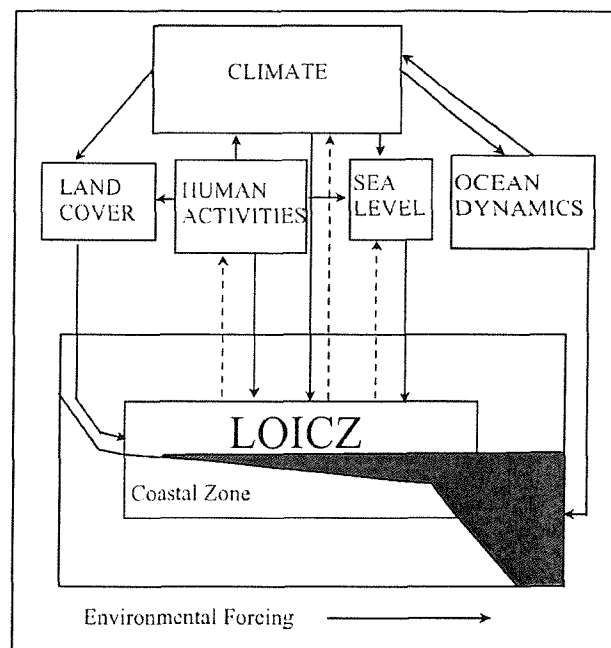 CLIMATE
LAND
COVER
HUMAN
ACTIVITIES
SEA
LEVEL
OCEAN
DYNAMICS
LOICZ
Coastal Zone
Environmental Forcing